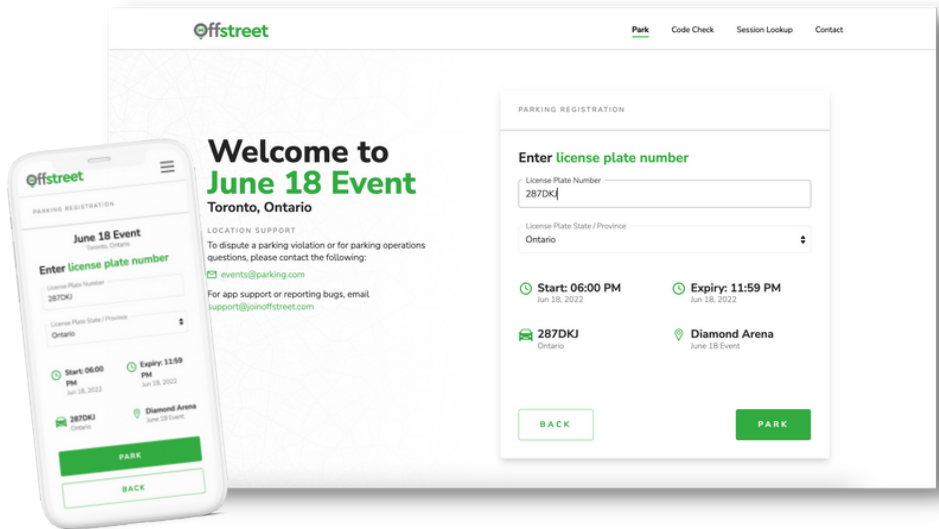 Offstreet
Park Code Check Session Lookup Contact
Welcome to
June 18 Event
Toronto, Ontario
LOCATION SUPPORT
To dispute a parking violation or for parking operations
questions, please contact the following:
events@parking.com
For app support or reporting bugs, email
support@joinoffstreet.com
PARKING REGISTRATION
Enter license plate number
License Plate Number
287DKJ
License Plate State / Province
Ontario
Start: 06:00 PM
Jun 18, 2022
Expiry: 11:59 PM
Jun 18, 2022
287DKJ
Ontario
Diamond Arena
June 18 Event
BACK
PARK
Offstreet
PARKING REGISTRATION
June 18 Event
Toronto, Ontario
Enter license plate number
License Plate Number
287DKJ
License Plate State / Province
Ontario
Start: 06:00
PM
Jun 18, 2022
Expiry: 11:59
PM
Jun 18, 2022
287DKJ
Ontario
Diamond Arena
June 18 Event
PARK
BACK